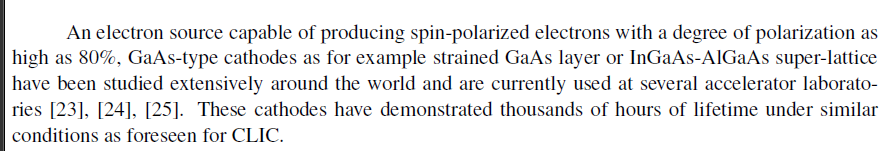 An electron source capable of producing spin-polarized electrons with a degree of polarization as
high as 80%, GaAs-type cathodes as for example strained GaAs layer or InGaAs-AlGaAs super-lattice
have been studied extensively around the world and are currently used at several accelerator laborato-
ries [23], [24], [25]. These cathodes have demonstrated thousands of hours of lifetime under similar
conditions as foreseen for CLIC.